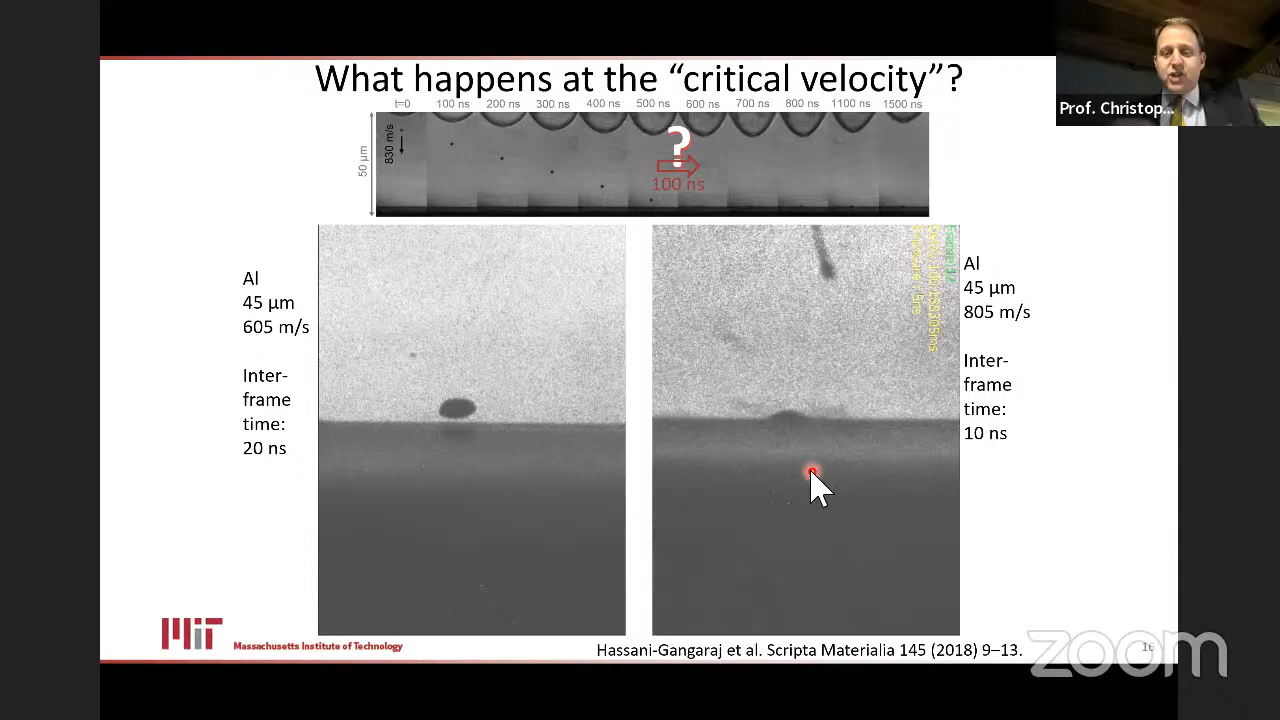 What happens at the “critical velocity”?
Prof. Christop...
t=0 100 ns 200 ns 300 ns 400 ns 500 ns 600 ns 700 ns 800 ns 1100 ns 1500 ns
50 µm
830 m/s
?
100 ns
Al
45 µm
605 m/s
Inter-
frame
time:
20 ns
Al
45 µm
805 m/s
Inter-
frame
time:
10 ns
MIT
Massachusetts Institute of Technology
Hassani-Gangaraj et al. Scripta Materialia 145 (2018) 9–13.
16
zoom